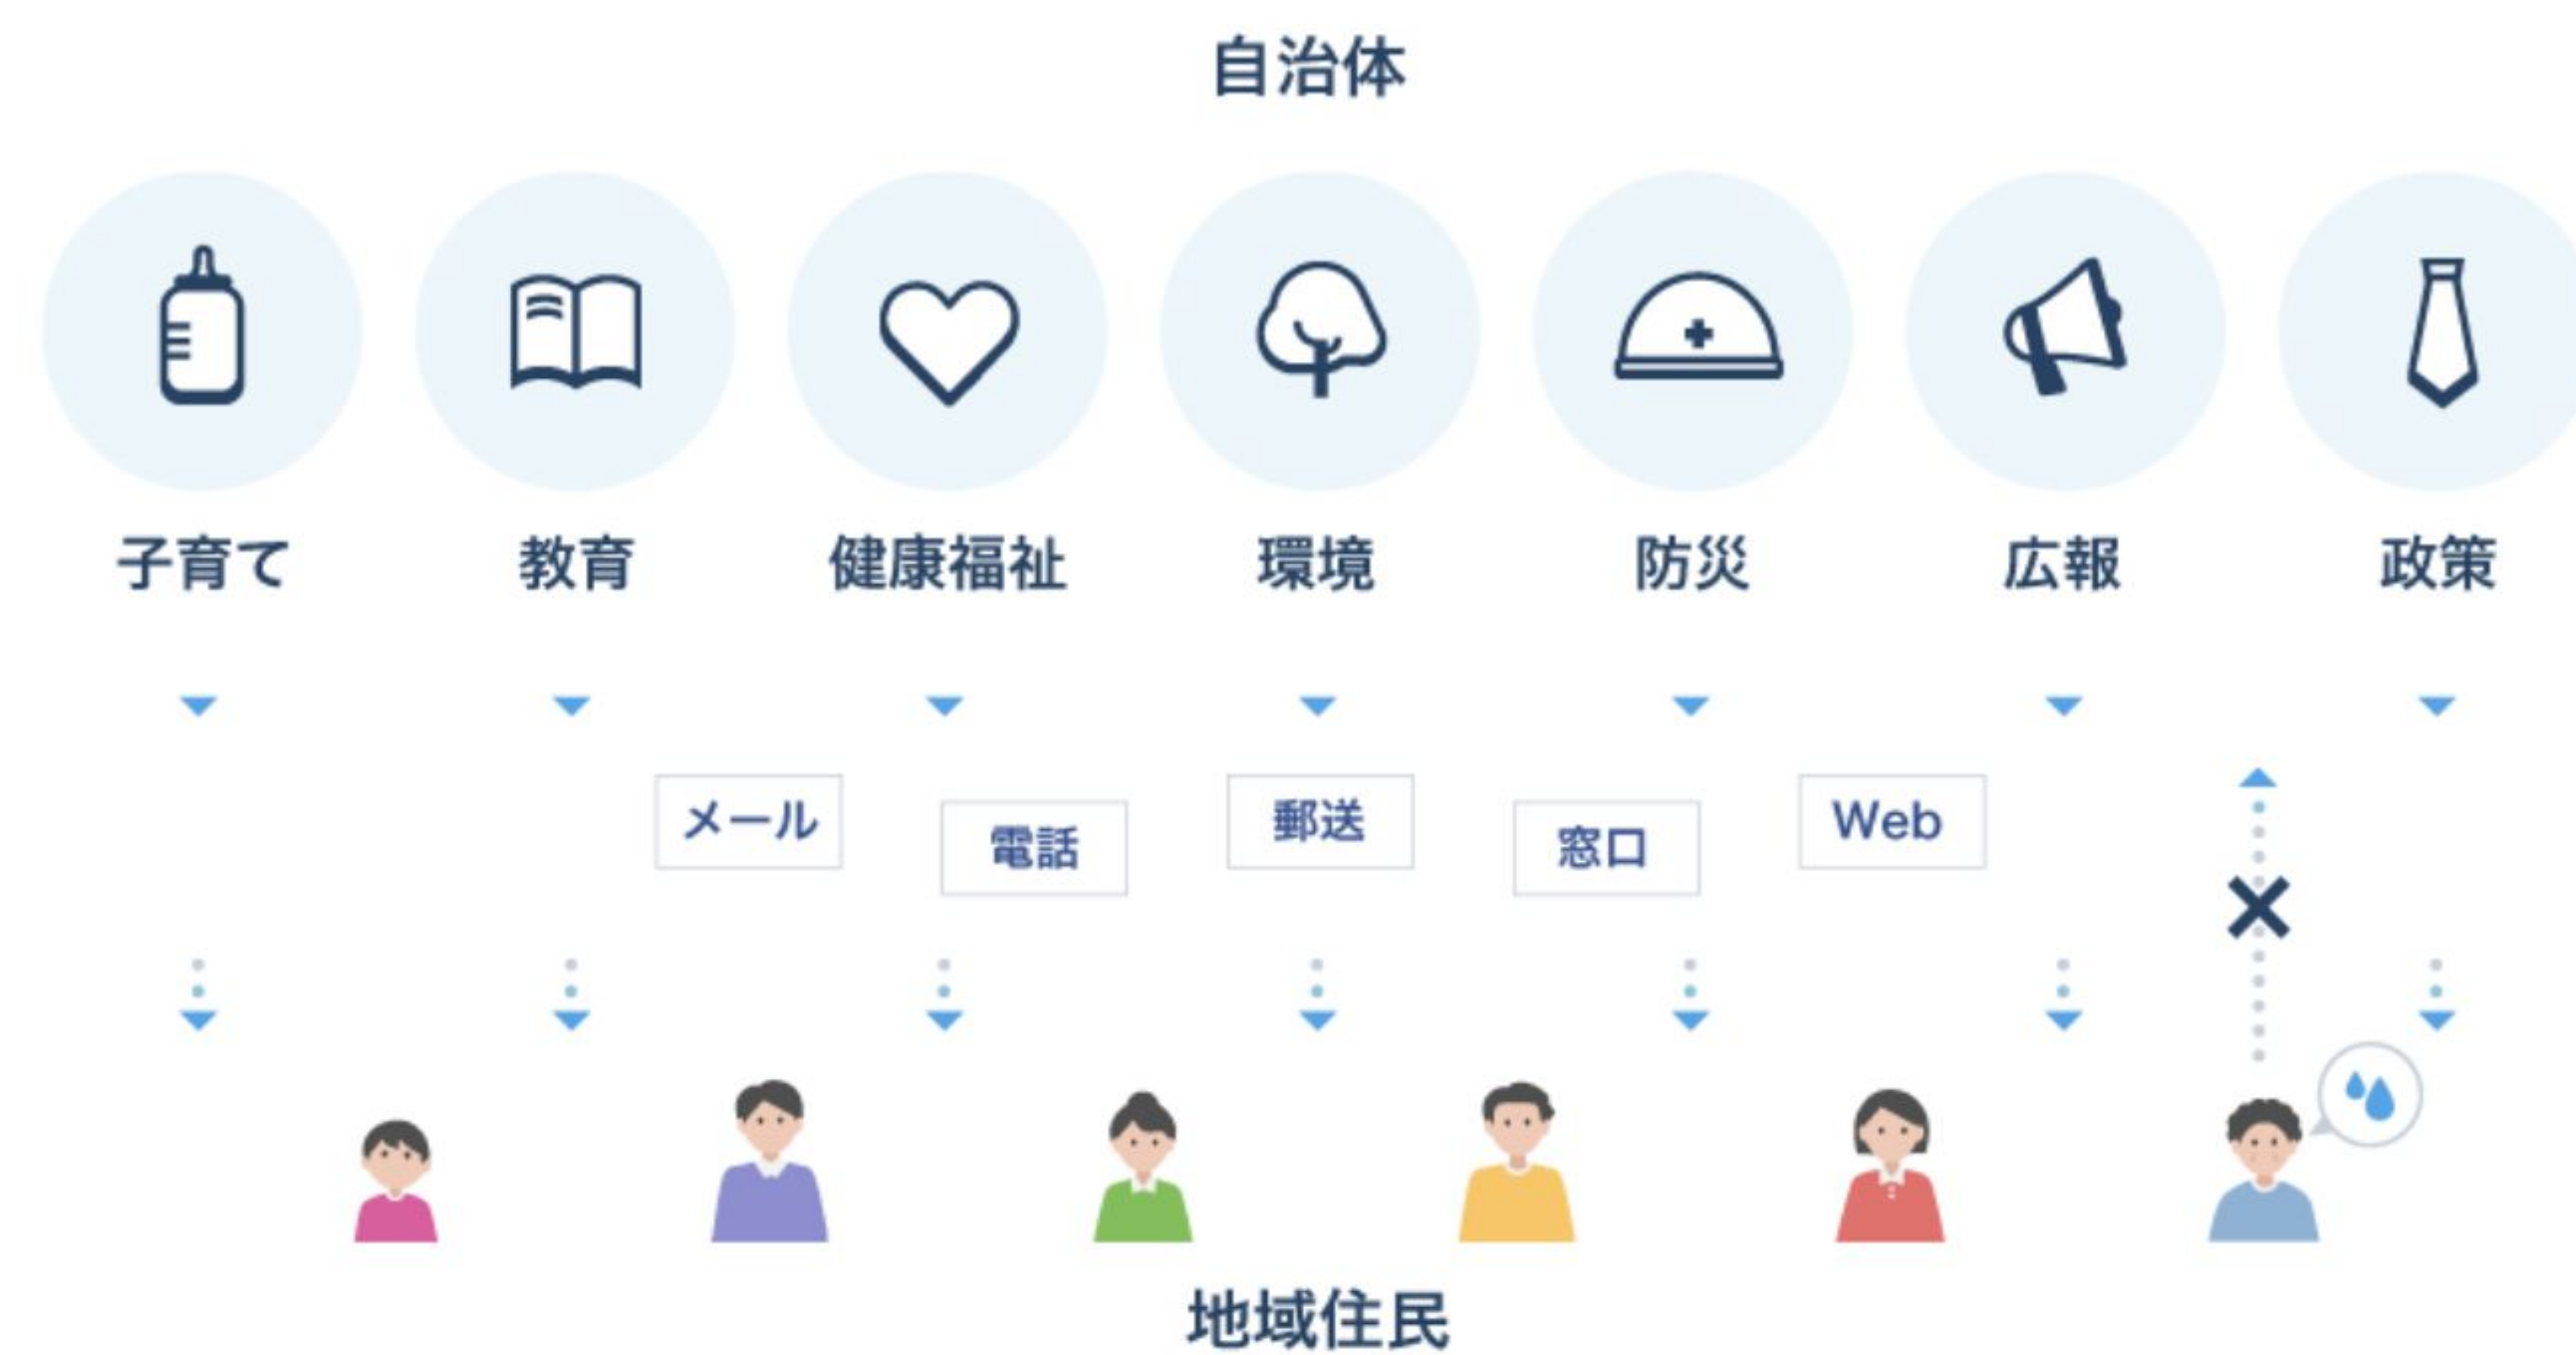 自治体
子育て
教育
健康福祉
環境
防災
広報
政策
メール
電話
郵送
窓口
Web
地域住民